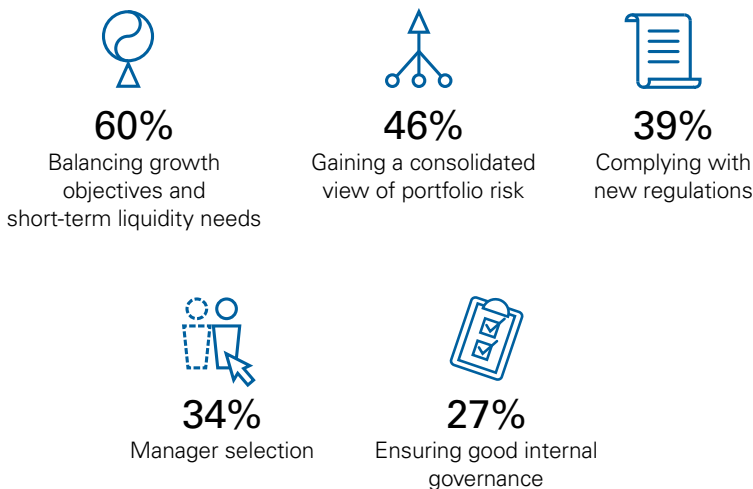 60%
Balancing growth
objectives and
short-term liquidity needs
46%
Gaining a consolidated
view of portfolio risk
39%
Complying with
new regulations
34%
Manager selection
27%
Ensuring good internal
governance